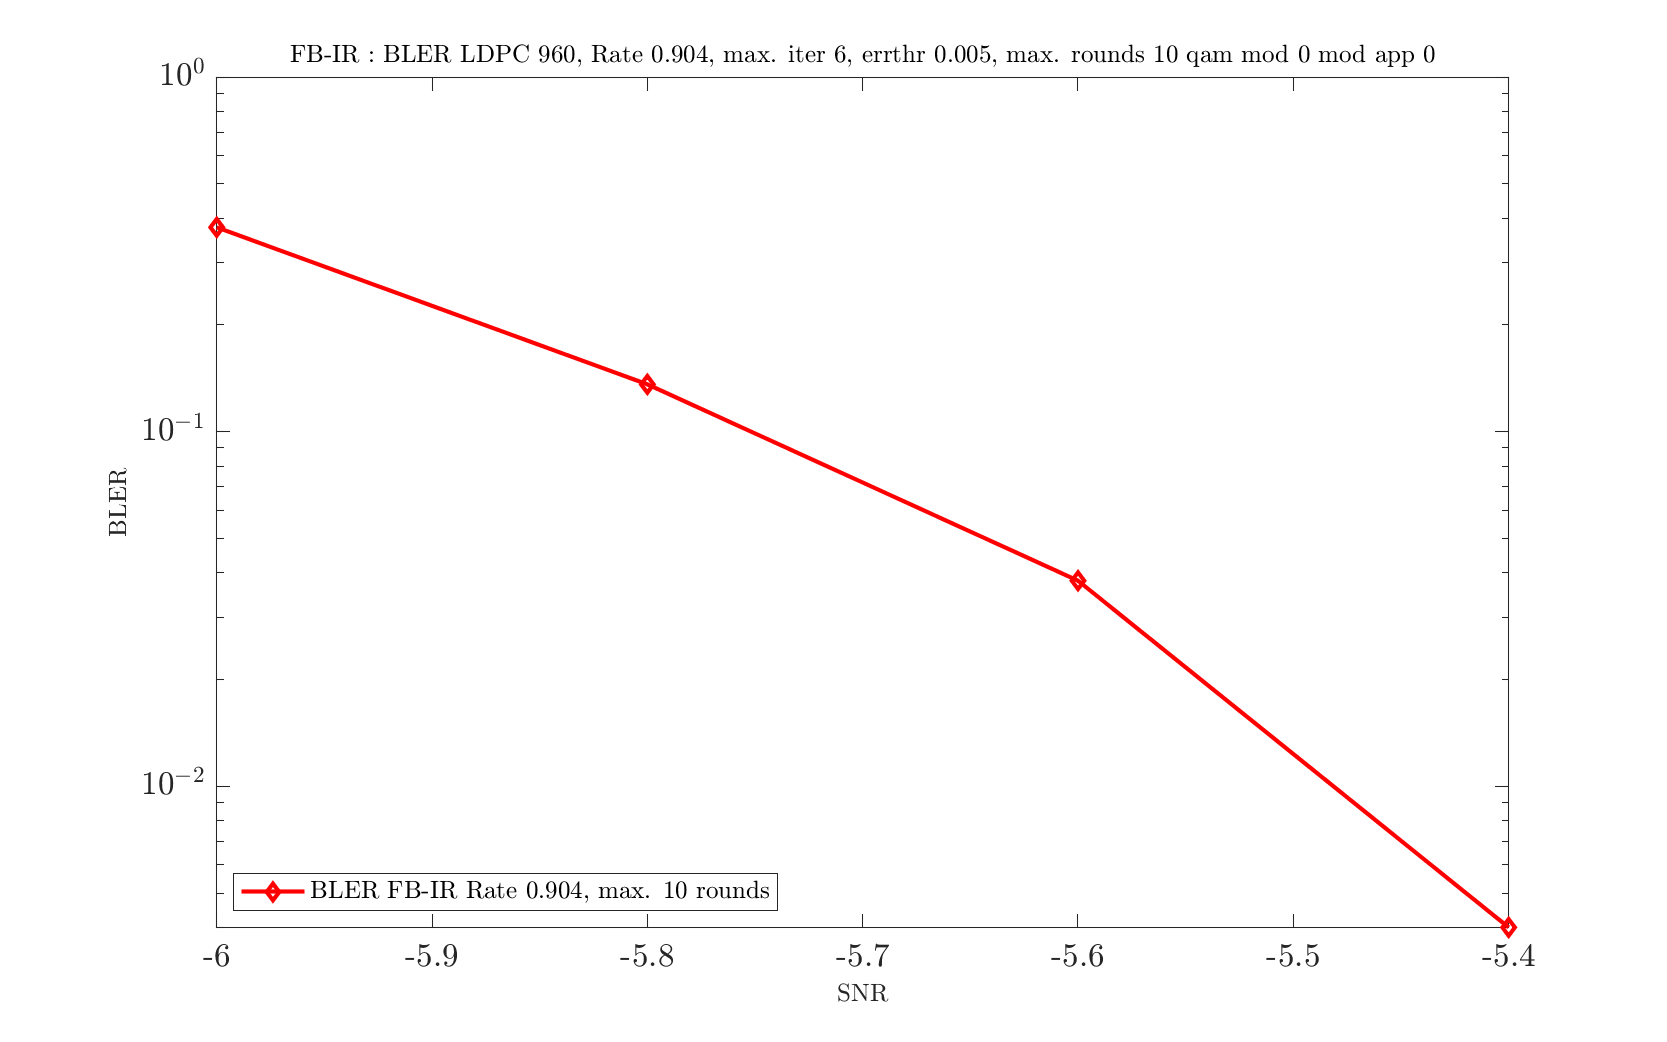 FB-IR : BLER LDPC 960, Rate 0.904, max. iter 6, errthr 0.005, max. rounds 10 qam mod 0 mod app 0
10^0
10^{-1}
10^{-2}
BLER
BLER FB-IR Rate 0.904, max. 10 rounds
-6 -5.9 -5.8 -5.7 -5.6 -5.5 -5.4
SNR